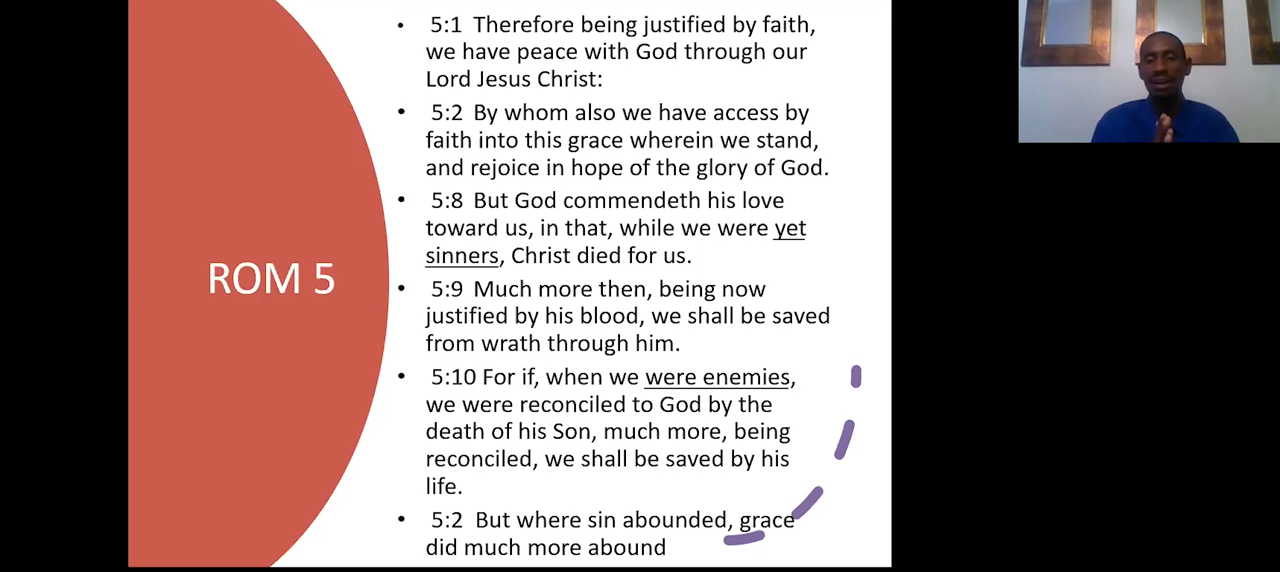 ROM 5
• 5:1 Therefore being justified by faith,
we have peace with God through our
Lord Jesus Christ:
• 5:2 By whom also we have access by
faith into this grace wherein we stand,
and rejoice in hope of the glory of God.
• 5:8 But God commendeth his love
toward us, in that, while we were yet
sinners, Christ died for us.
• 5:9 Much more then, being now
justified by his blood, we shall be saved
from wrath through him.
• 5:10 For if, when we were enemies,
we were reconciled to God by the
death of his Son, much more, being
reconciled, we shall be saved by his
life.
• 5:2 But where sin abounded, grace
did much more abound